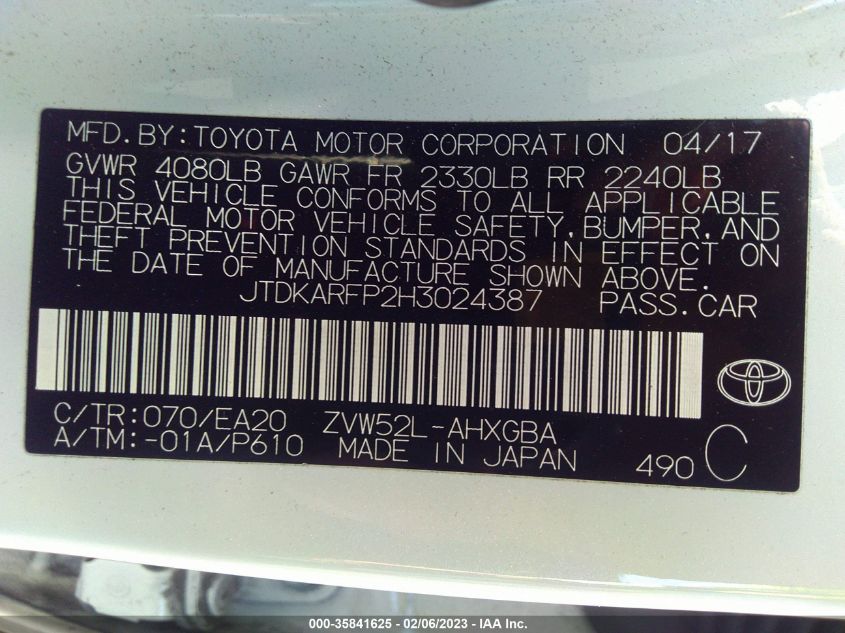 MFD.BY:TOYOTA MOTOR CORPORATION 04/17
GVWR 4080LB GAWR FR 2330LB RR 2240LB
THIS VEHICLE CONFORMS TO ALL APPLICABLE
FEDERAL MOTOR VEHICLE SAFETY,BUMPER,AND
THEFT PREVENTION STANDARDS IN EFFECT ON
THE DATE OF MANUFACTURE SHOWN ABOVE.
JTDKARFP2H3024387 PASS.CAR
C/TR:070/EA20 ZVW52L-AHXGBA
A/TM:-01A/P610 MADE IN JAPAN 490 C
000-35841625 - 02/06/2023 - IAA Inc.